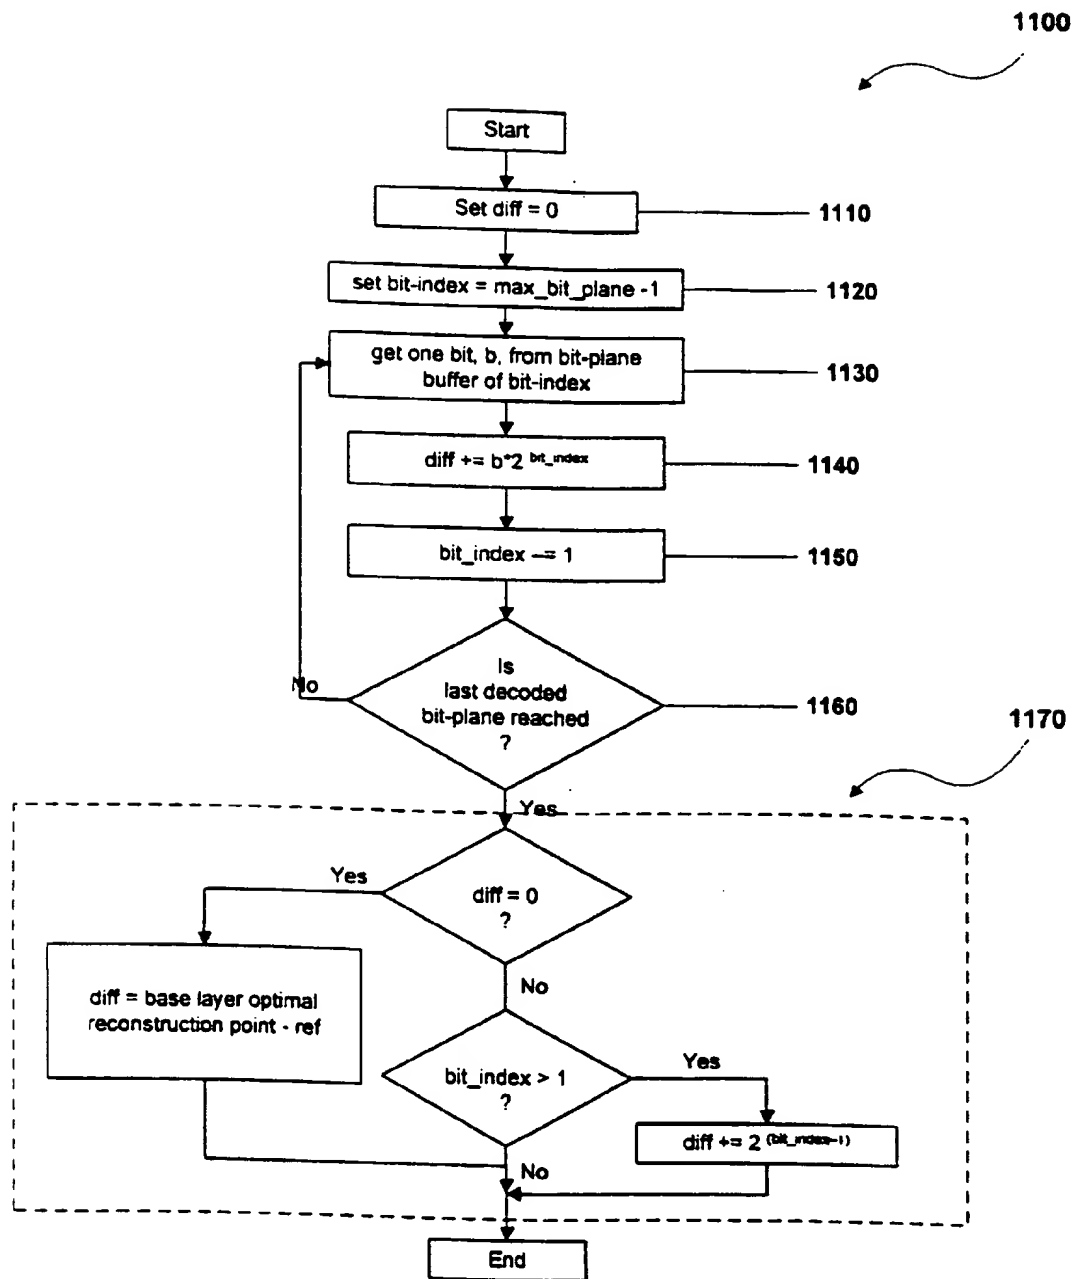 1100
Start
Set diff = 0
1110
set bit-index = max_bit_plane -1
1120
get one bit, b, from bit-plane
buffer of bit-index
1130
diff += b*2 bit_index
1140
bit_index -= 1
1150
Is
last decoded
bit-plane reached
?
No
1160
1170
Yes
diff = 0
?
Yes
diff = base layer optimal
reconstruction point - ref
No
bit_index > 1
?
Yes
diff += 2 (bit_index-1)
No
End